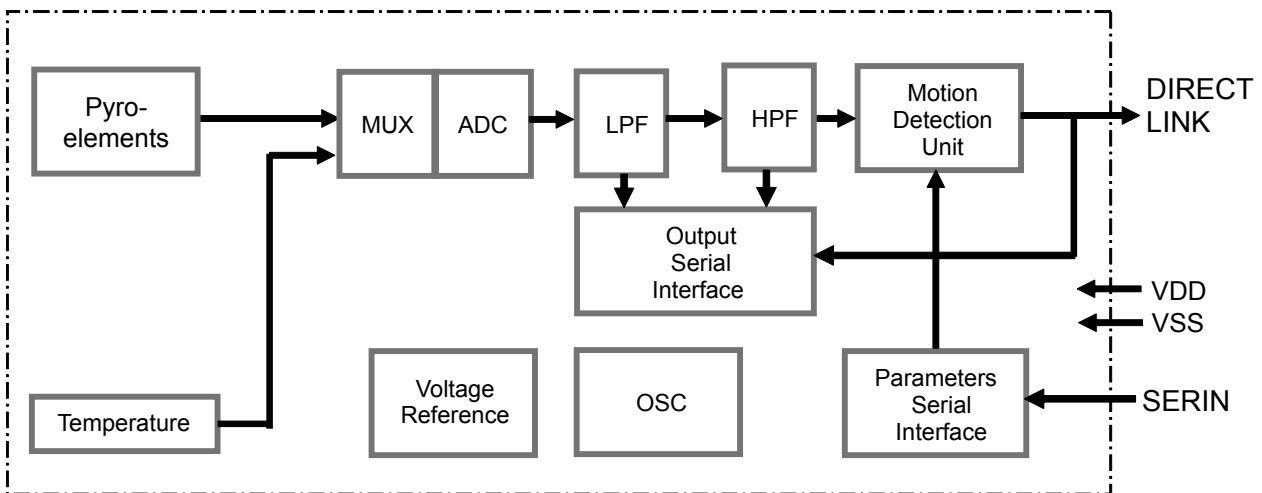 Pyro-
elements
MUX
ADC
LPF
HPF
Motion
Detection
Unit
DIRECT
LINK
Output
Serial
Interface
VDD
VSS
Temperature
Voltage
Reference
OSC
Parameters
Serial
Interface
SERIN